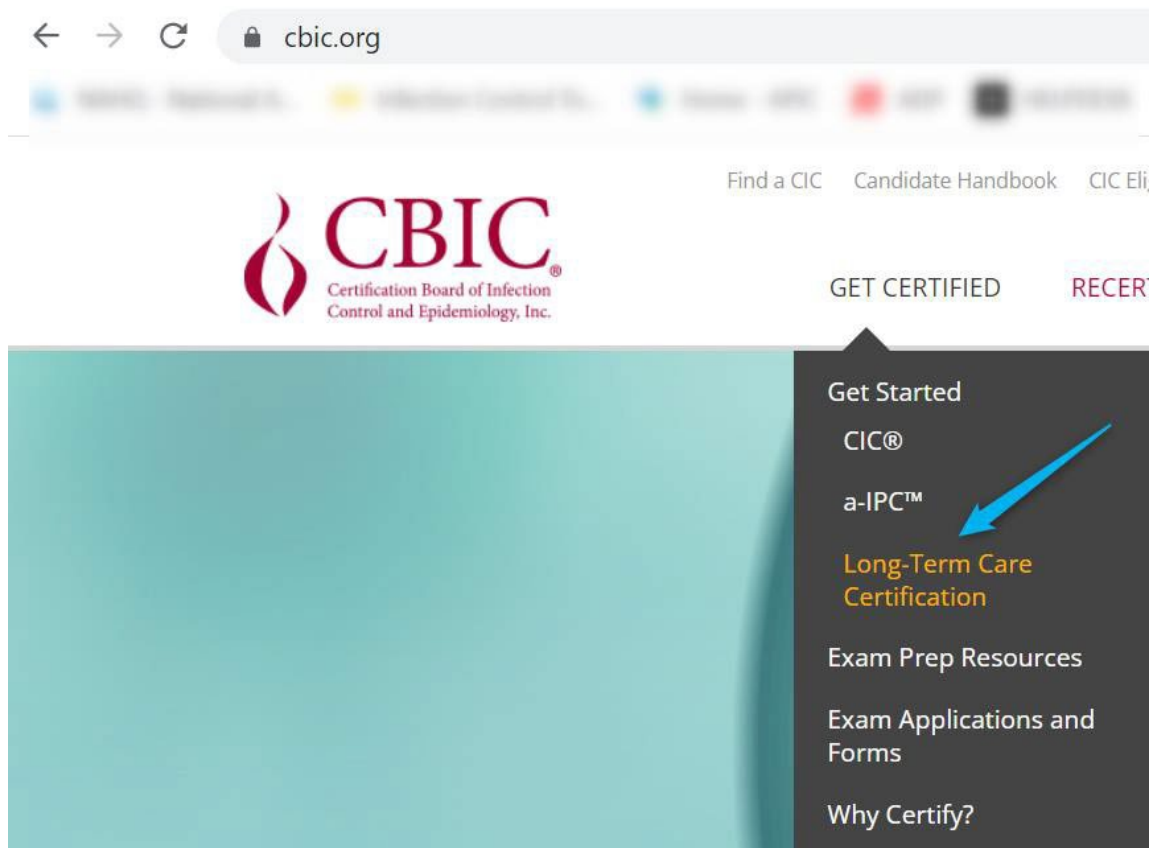 cbic.org
Find a CIC Candidate Handbook CIC
CBIC®
Certification Board of Infection
Control and Epidemiology, Inc.
GET CERTIFIED
Get Started
CIC®
a-IPC™
Long-Term Care
Certification
Exam Prep Resources
Exam Applications and
Forms
Why Certify?